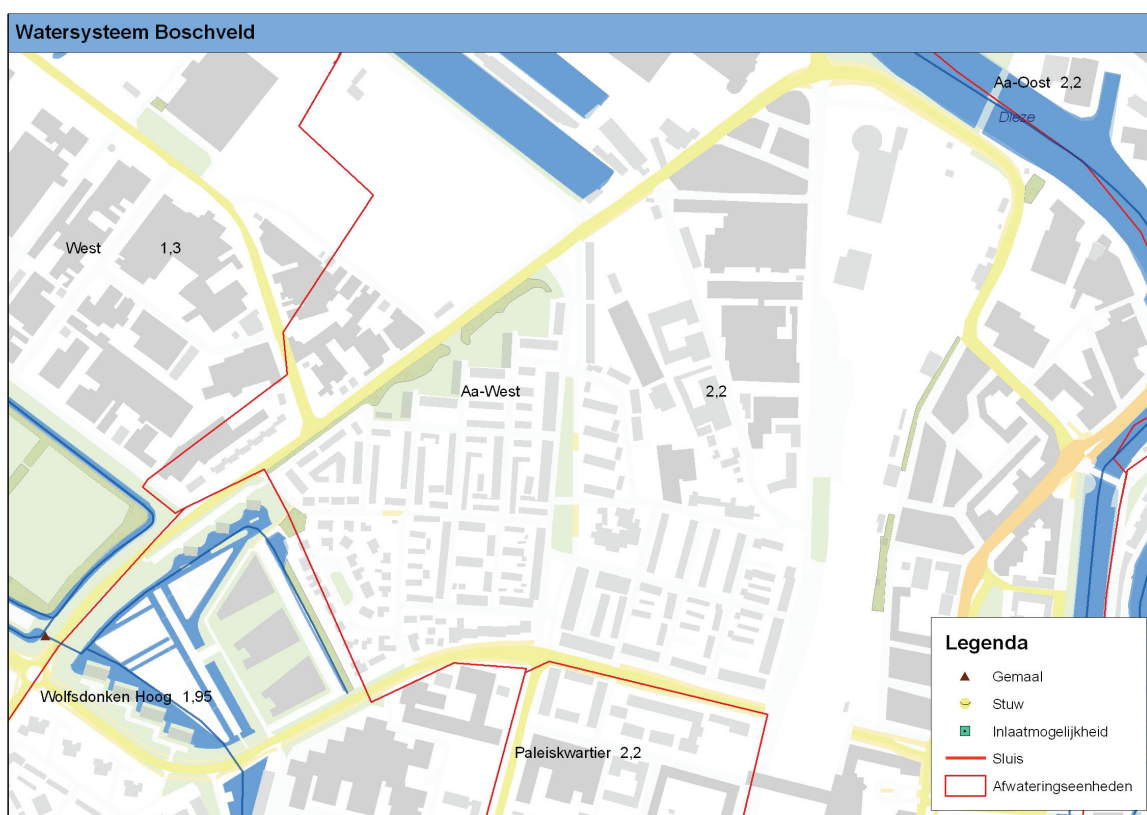 Watersysteem Boschveld
Aa-Oost 2,2
Dieze
West 1,3
Aa-West 2,2
Wolfsdonken Hoog 1,95
Paleiskwartier 2,2
Legenda
Gemaal
Stuw
Inlaatmogelijkheid
Sluis
Afwateringseenheden